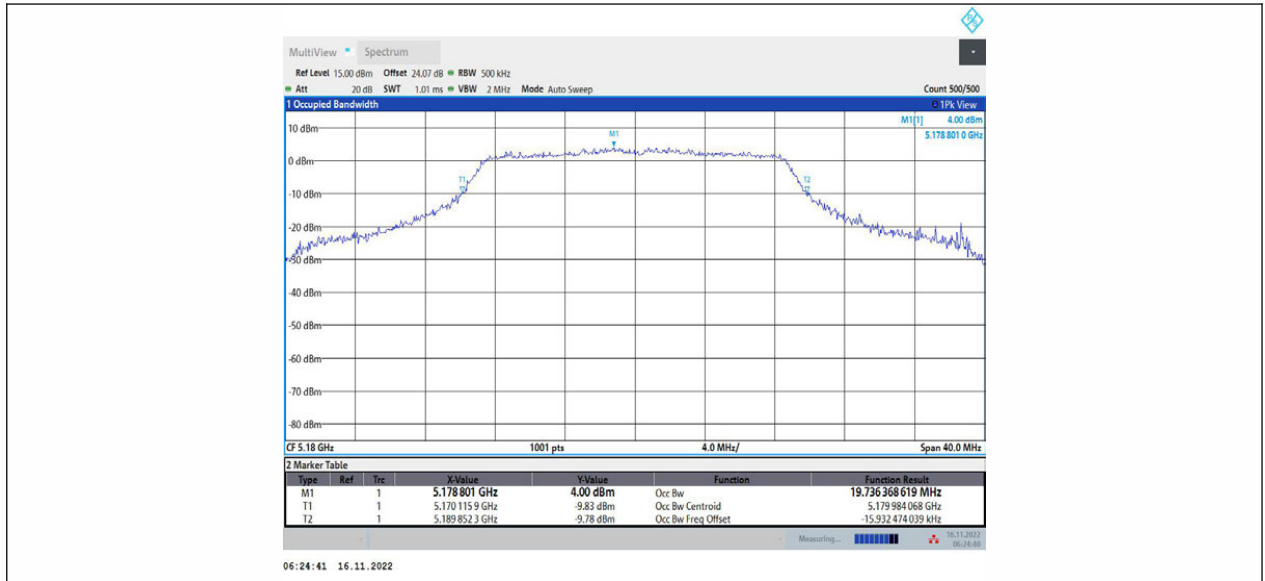 MultiView Spectrum
Ref Level 15.00 dBm Offset 24.07 dB RBW 500 kHz
Att 20 dB SWT 1.01 ms VBW 2 MHz Mode Auto Sweep Count 500/500
1 Occupied Bandwidth 1Pk View
M1[1] 4.00 dBm
5.178 801 0 GHz
10 dBm
M1
0 dBm
T1 T2
T2 T2
-10 dBm
-20 dBm
-30 dBm
-40 dBm
-50 dBm
-60 dBm
-70 dBm
-80 dBm
CF 5.18 GHz 1001 pts 4.0 MHz/ Span 40.0 MHz
2 Marker Table
Type Ref Trc X-Value Y-Value Function Function Result
M1 1 5.178 801 GHz 4.00 dBm Occ Bw 19.736 368 619 MHz
T1 1 5.170 115 9 GHz -9.83 dBm Occ Bw Centroid 5.179 984 068 GHz
T2 1 5.189 852 3 GHz -9.78 dBm Occ Bw Freq Offset -15.932 474 039 kHz
Measuring... 16.11.2022
06:24:40
06:24:41 16.11.2022